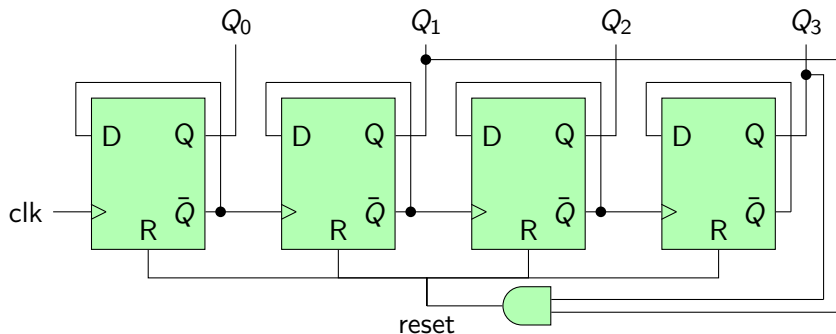 Q0 Q1 Q2 Q3
D Q D Q D Q D Q
clk Q̄ Q̄ Q̄ Q̄
R R R R
reset